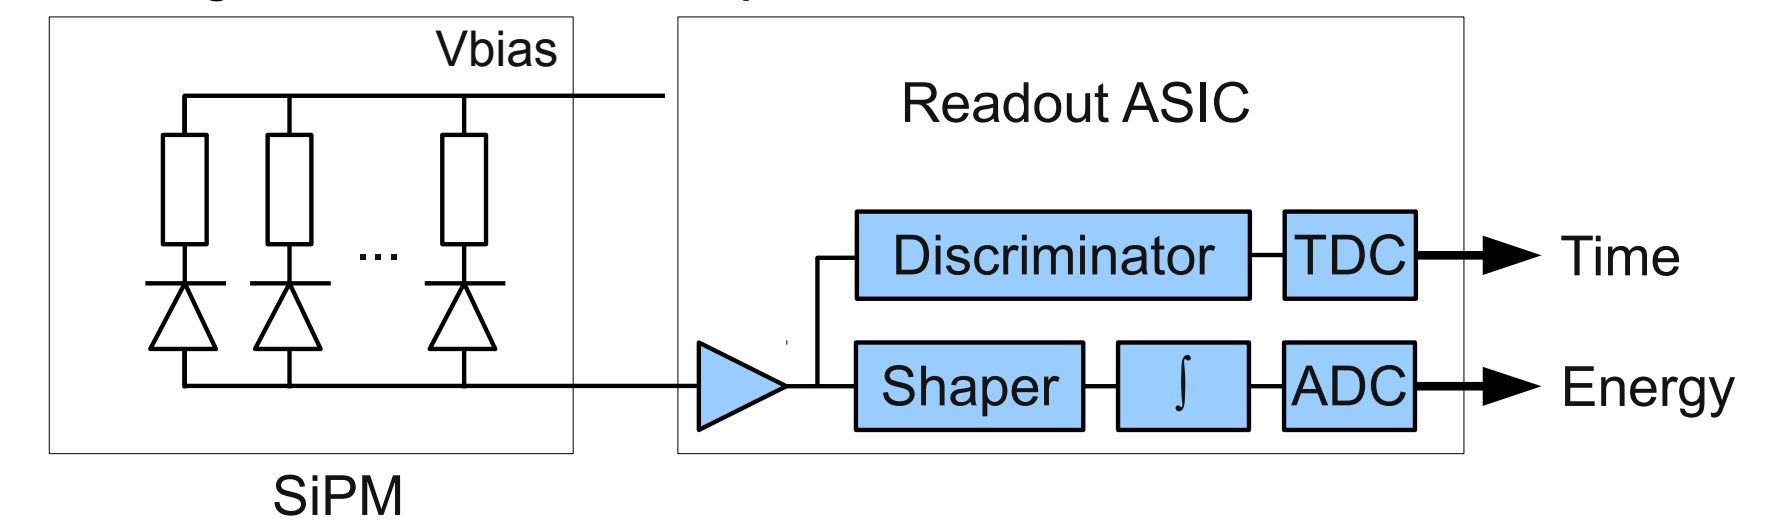 Vbias
Readout ASIC
...
Discriminator
TDC
Time
Shaper
∫
ADC
Energy
SiPM